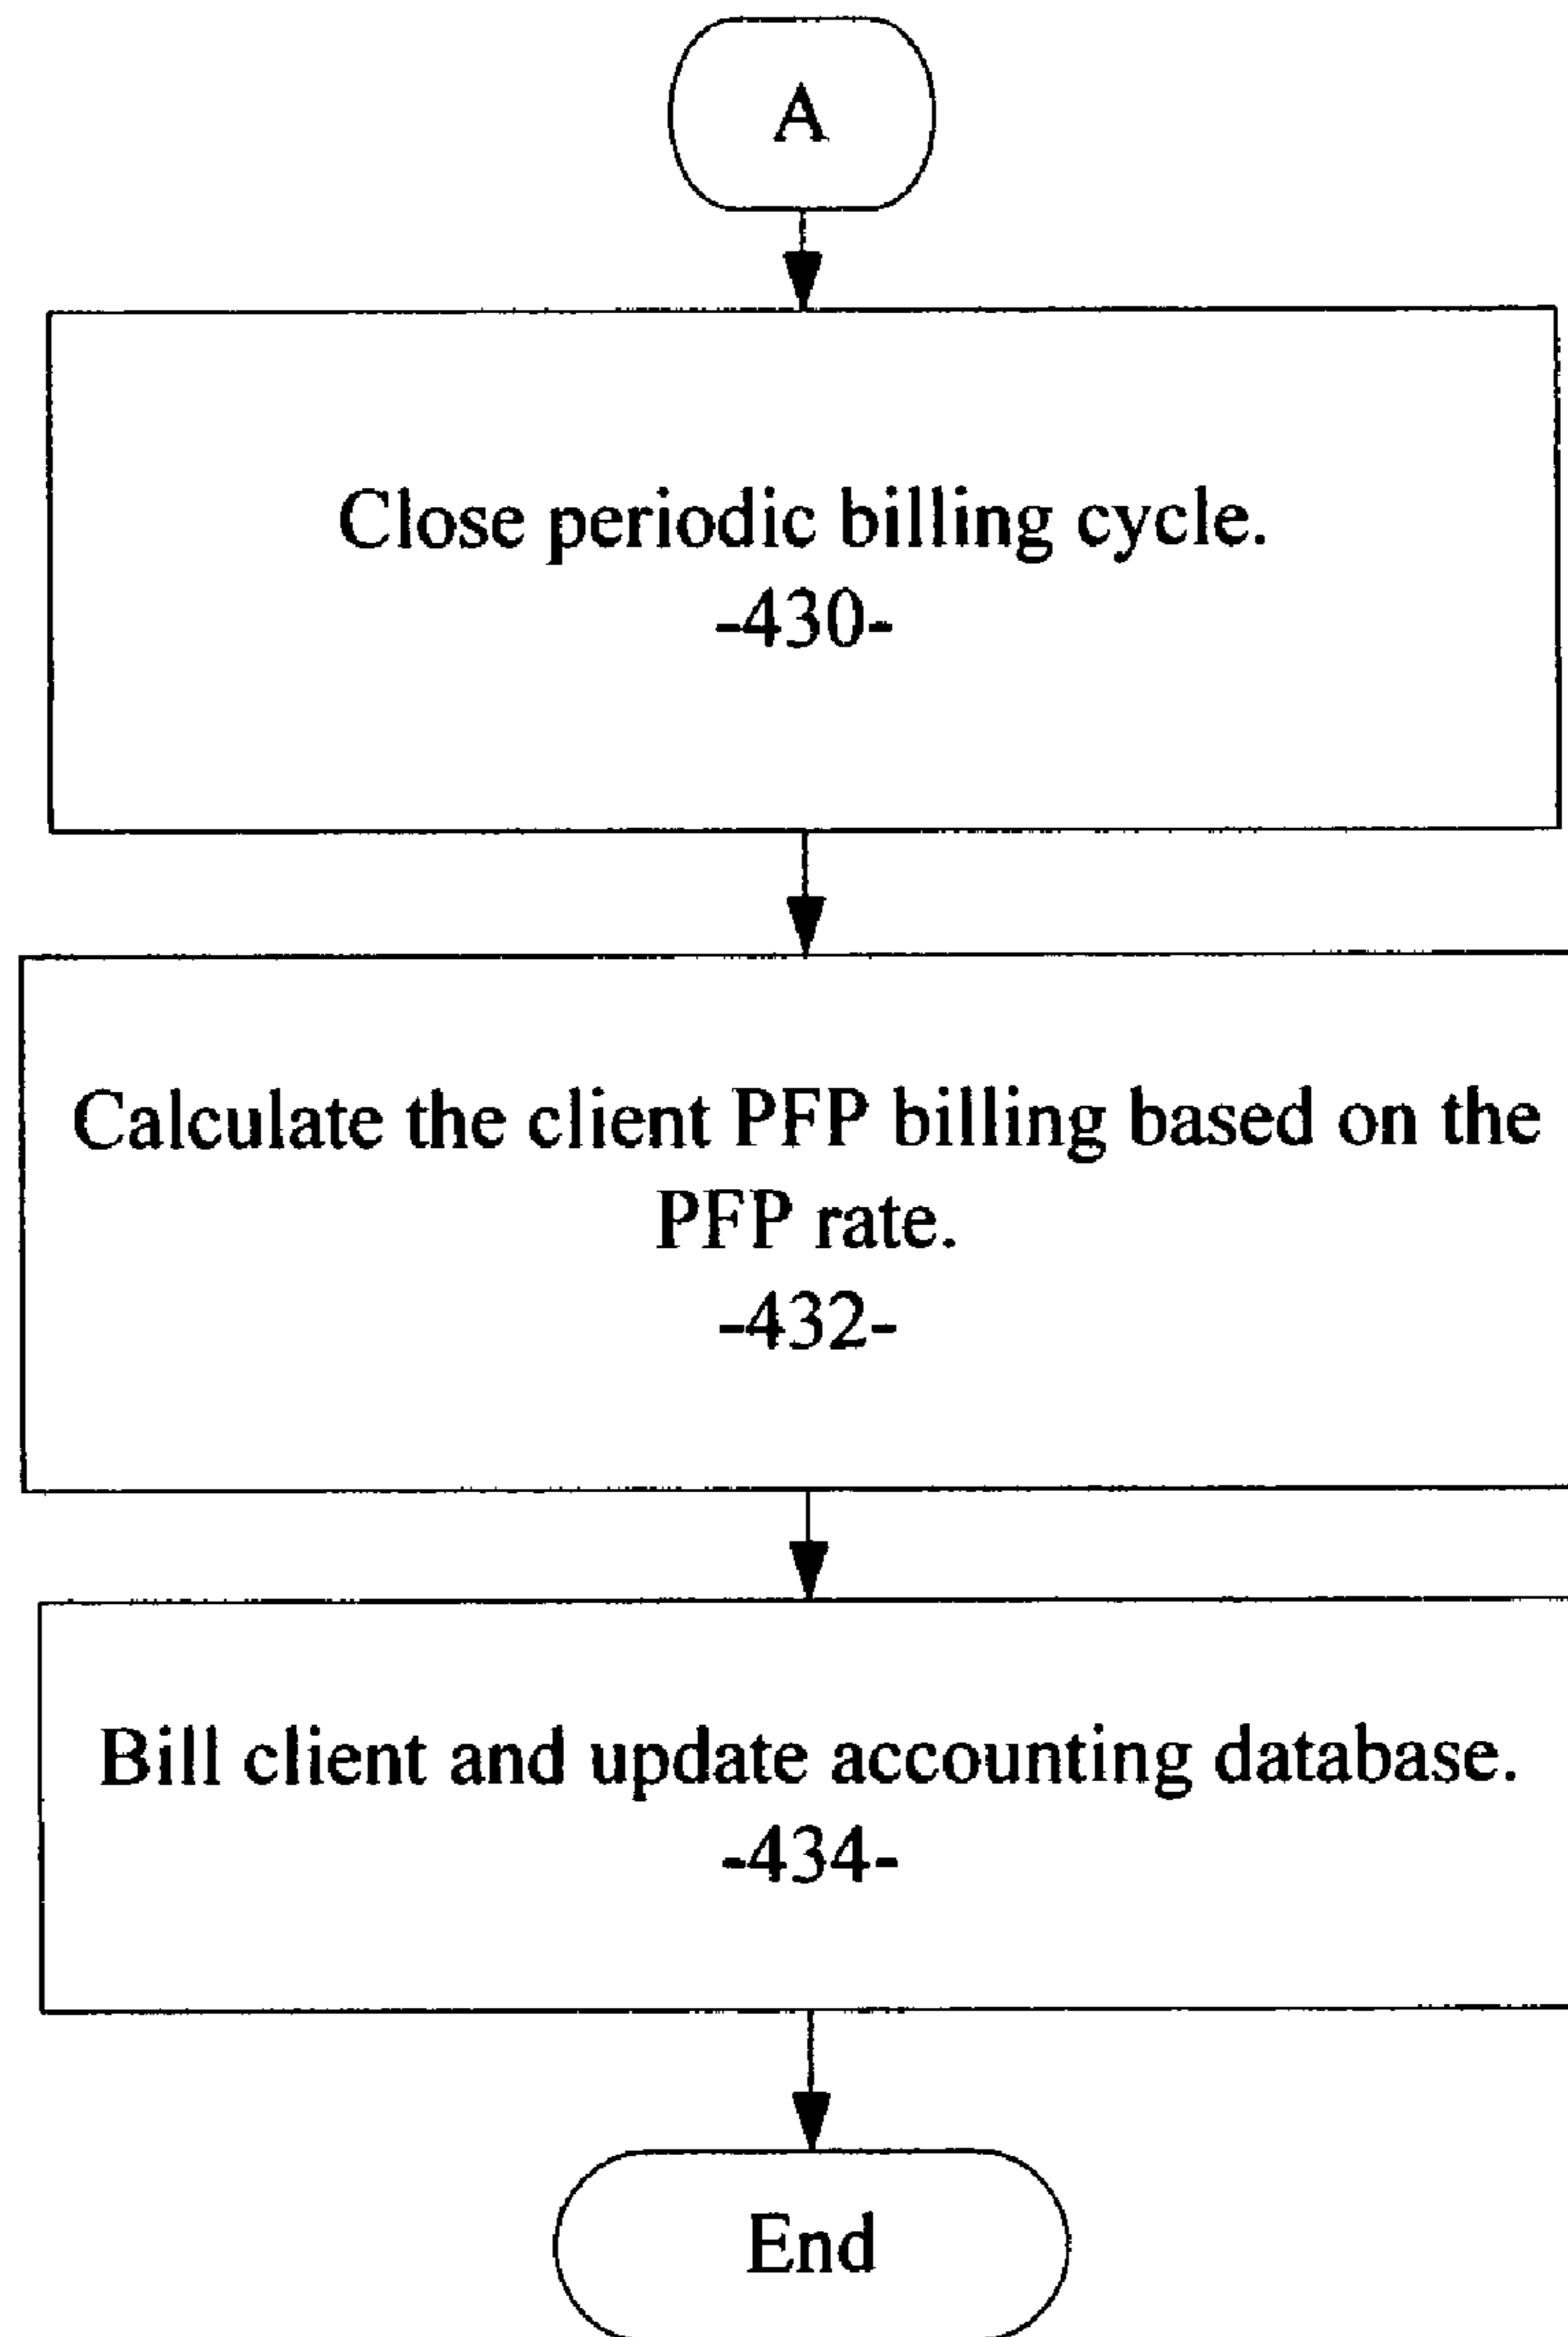 A
Close periodic billing cycle.
-430-
Calculate the client PFP billing based on the
PFP rate.
-432-
Bill client and update accounting database.
-434-
End